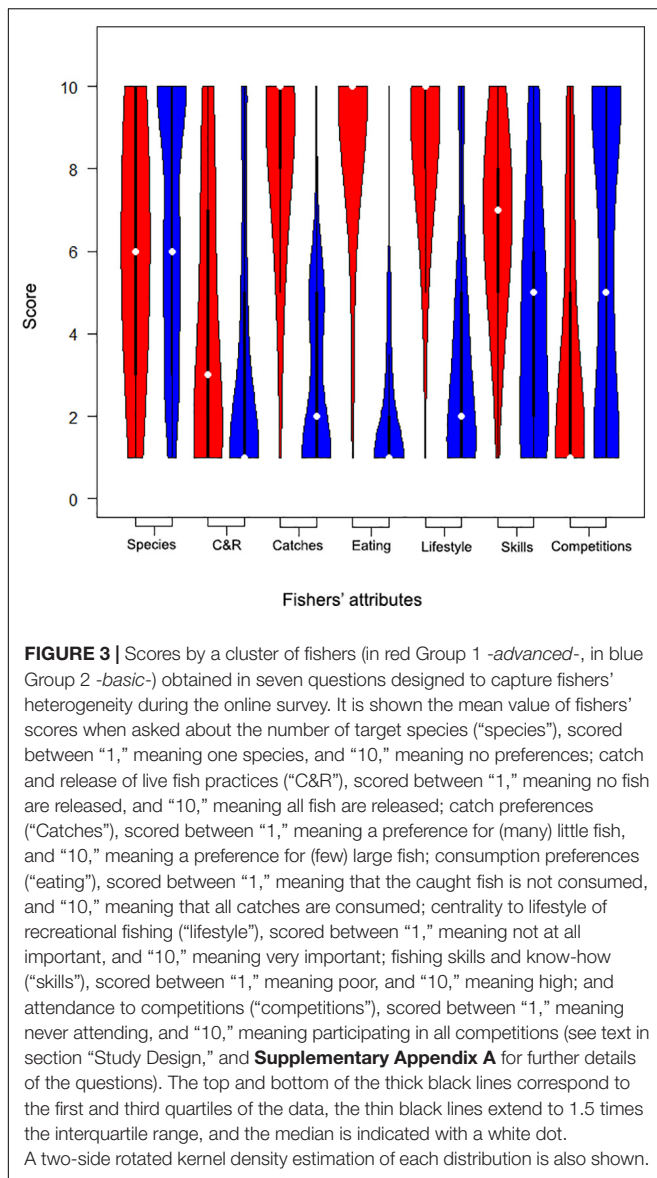 10
8
6
4
2
0
Score
Species C&R Catches Eating Lifestyle Skills Competitions
Fishers' attributes
FIGURE 3 | Scores by a cluster of fishers (in red Group 1 -advanced-, in blue
Group 2 -basic-) obtained in seven questions designed to capture fishers'
heterogeneity during the online survey. It is shown the mean value of fishers'
scores when asked about the number of target species (“species”), scored
between “1,” meaning one species, and “10,” meaning no preferences; catch
and release of live fish practices (“C&R”), scored between “1,” meaning no fish
are released, and “10,” meaning all fish are released; catch preferences
(“Catches”), scored between “1,” meaning a preference for (many) little fish,
and “10,” meaning a preference for (few) large fish; consumption preferences
(“eating”), scored between “1,” meaning that the caught fish is not consumed,
and “10,” meaning that all catches are consumed; centrality to lifestyle of
recreational fishing (“lifestyle”), scored between “1,” meaning not at all
important, and “10,” meaning very important; fishing skills and know-how
(“skills”), scored between “1,” meaning poor, and “10,” meaning high; and
attendance to competitions (“competitions”), scored between “1,” meaning
never attending, and “10,” meaning participating in all competitions (see text in
section “Study Design,” and Supplementary Appendix A for further details
of the questions). The top and bottom of the thick black lines correspond to
the first and third quartiles of the data, the thin black lines extend to 1.5 times
the interquartile range, and the median is indicated with a white dot.
A two-side rotated kernel density estimation of each distribution is also shown.